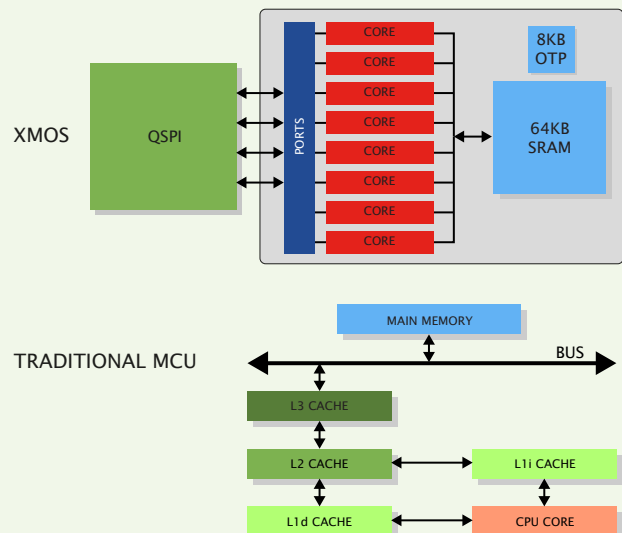 XMOS
QSPI
PORTS
CORE
CORE
CORE
CORE
CORE
CORE
CORE
CORE
8KB
OTP
64KB
SRAM
TRADITIONAL MCU
MAIN MEMORY
BUS
L3 CACHE
L2 CACHE
L1i CACHE
L1d CACHE
CPU CORE